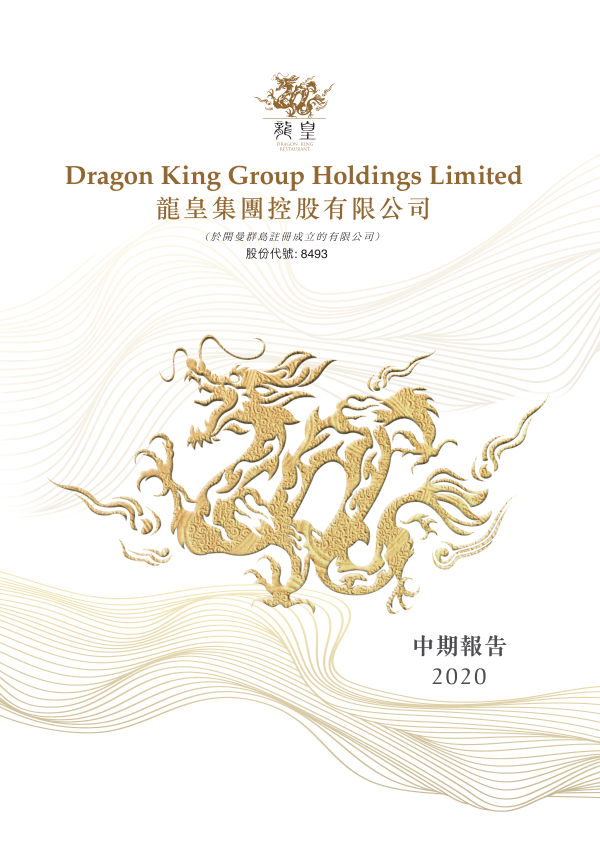 龍皇
DRAGON KING
RESTAURANT
Dragon King Group Holdings Limited
龍皇集團控股有限公司
（於開曼群島註冊成立的有限公司）
股份代號: 8493
中期報告
2020